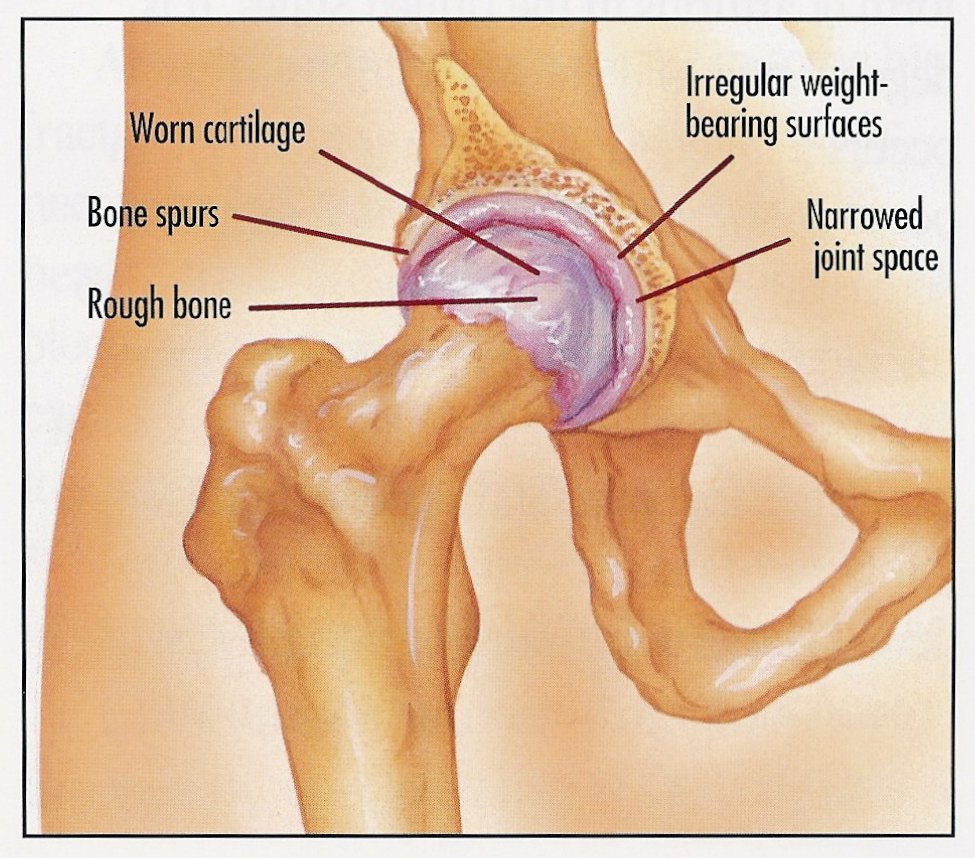 Worn cartilage
Bone spurs
Rough bone
Irregular weight-
bearing surfaces
Narrowed
joint space